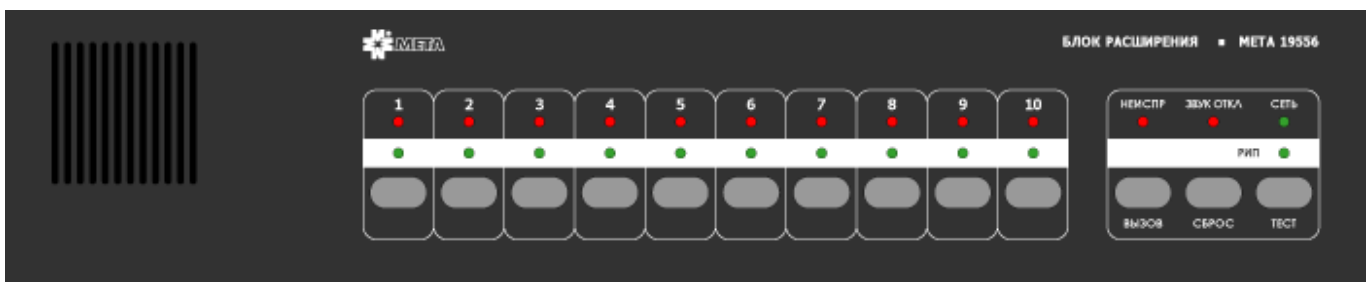 МЕТА
БЛОК РАСШИРЕНИЯ ▪ МЕТА 19556
1 2 3 4 5 6 7 8 9 10
НЕИСПР ЗВУК ОТКЛ СЕТЬ
РИП
ВЫЗОВ СБРОС ТЕСТ